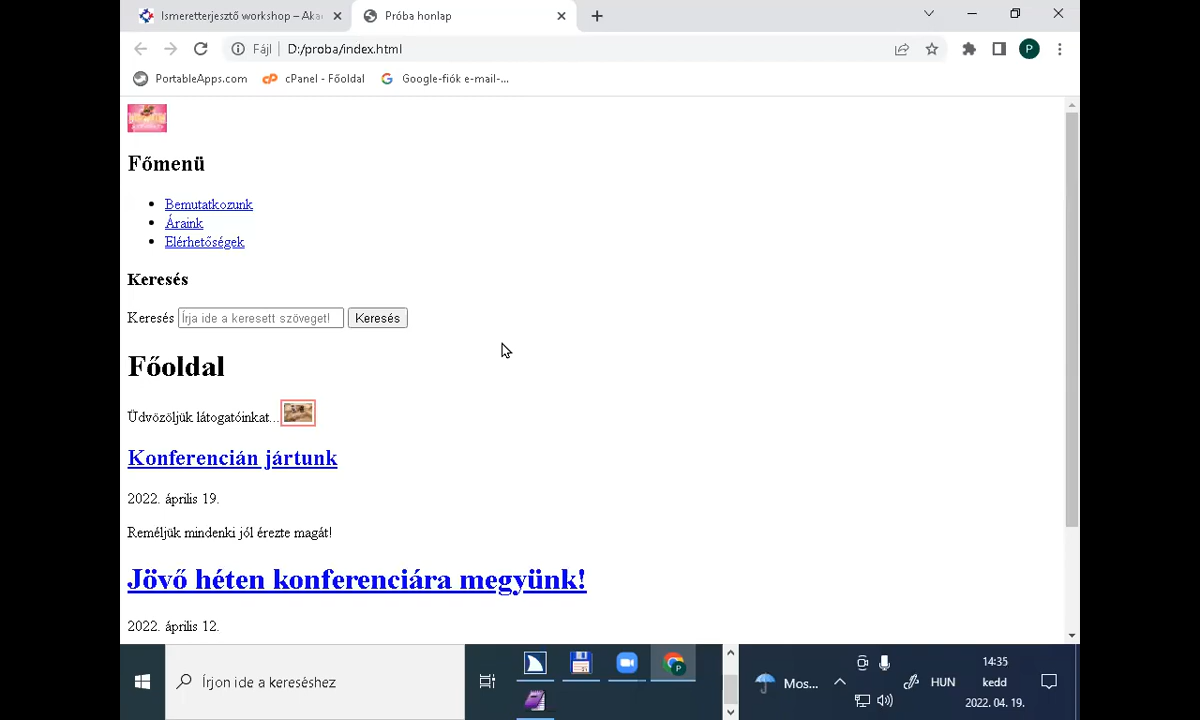 Ismeretterjesztő workshop – Aka
Próba honlap
Fájl
D:/proba/index.html
PortableApps.com
cPanel - Főoldal
Google-fiók e-mail-...
Főmenü
Bemutatkozunk
Áraink
Elérhetőségek
Keresés
Keresés Írja ide a keresett szöveget! Keresés
Főoldal
Üdvözöljük látogatóinkat...
Konferencián jártunk
2022. április 19.
Reméljük mindenki jól érezte magát!
Jövő héten konferenciára megyünk!
2022. április 12.
Írjon ide a kereséshez
Mos...
HUN
14:35
kedd
2022. 04. 19.